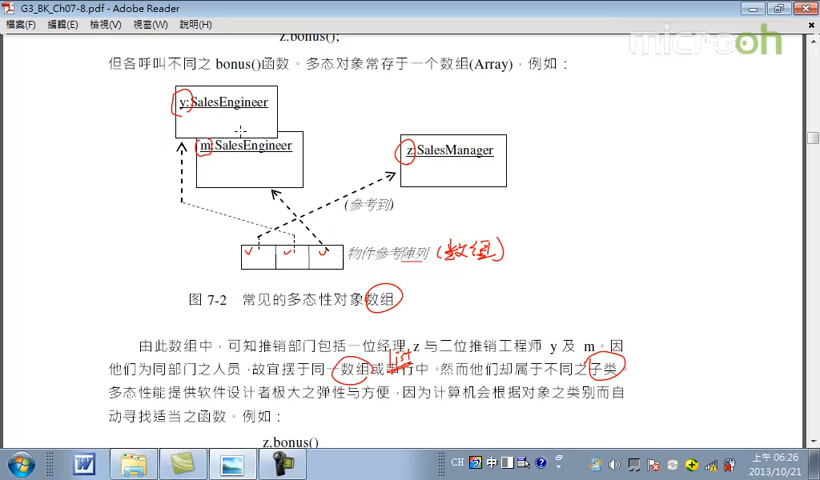 G3_BK_Ch07-8.pdf - Adobe Reader
檔案(F) 編輯(E) 檢視(V) 視窗(W) 說明(H)
microoh
z.bonus();
但各呼叫不同之 bonus()函数。多态对象常存于一个数组(Array)，例如：
y:SalesEngineer
m:SalesEngineer
z:SalesManager
(參考到)
物件參考陣列 (数组)
图 7-2 常见的多态性对象数组
由此数组中，可知推销部门包括一位经理 z 与二位推销工程师 y 及 m。因
list
他们为同部门之人员，故宜摆于同一数组或串行中。然而他们却属于不同之子类。
多态性能提供软件设计者极大之弹性与方便，因为计算机会根据对象之类别而自
动寻找适当之函数。例如：
z.bonus()
CH 中
上午 06:26
2013/10/21